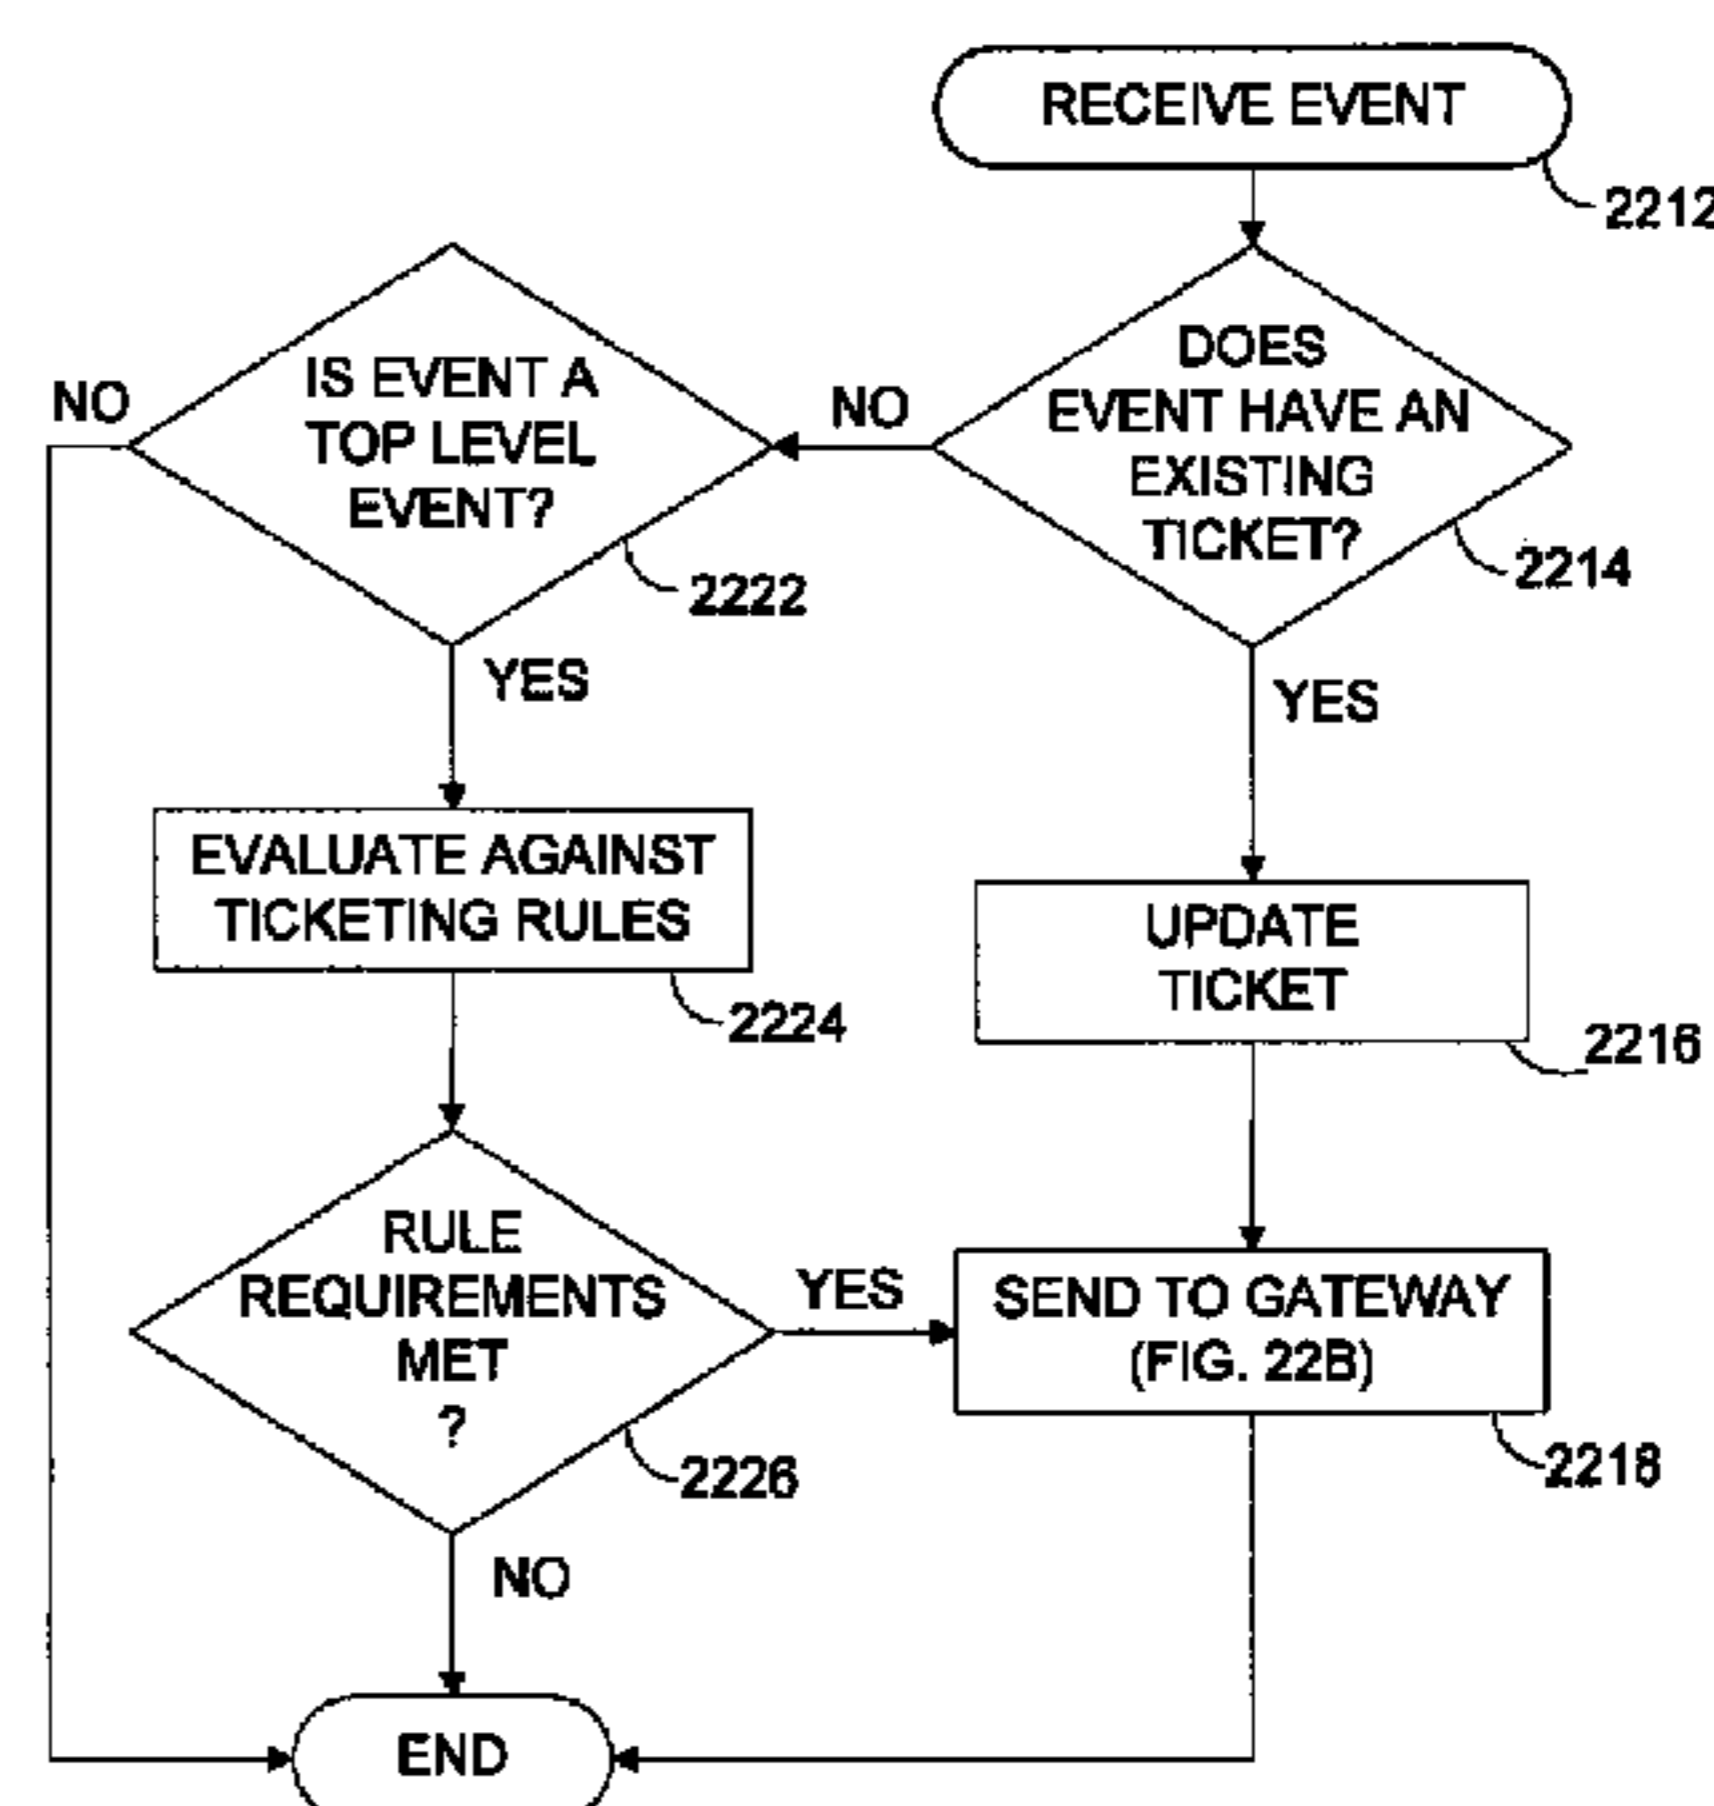 RECEIVE EVENT
2212
DOES
EVENT HAVE AN
EXISTING
TICKET?
2214
NO
IS EVENT A
TOP LEVEL
EVENT?
2222
NO
YES
YES
EVALUATE AGAINST
TICKETING RULES
2224
UPDATE
TICKET
2216
RULE
REQUIREMENTS
MET
?
2226
YES
SEND TO GATEWAY
(FIG. 22B)
2218
NO
END